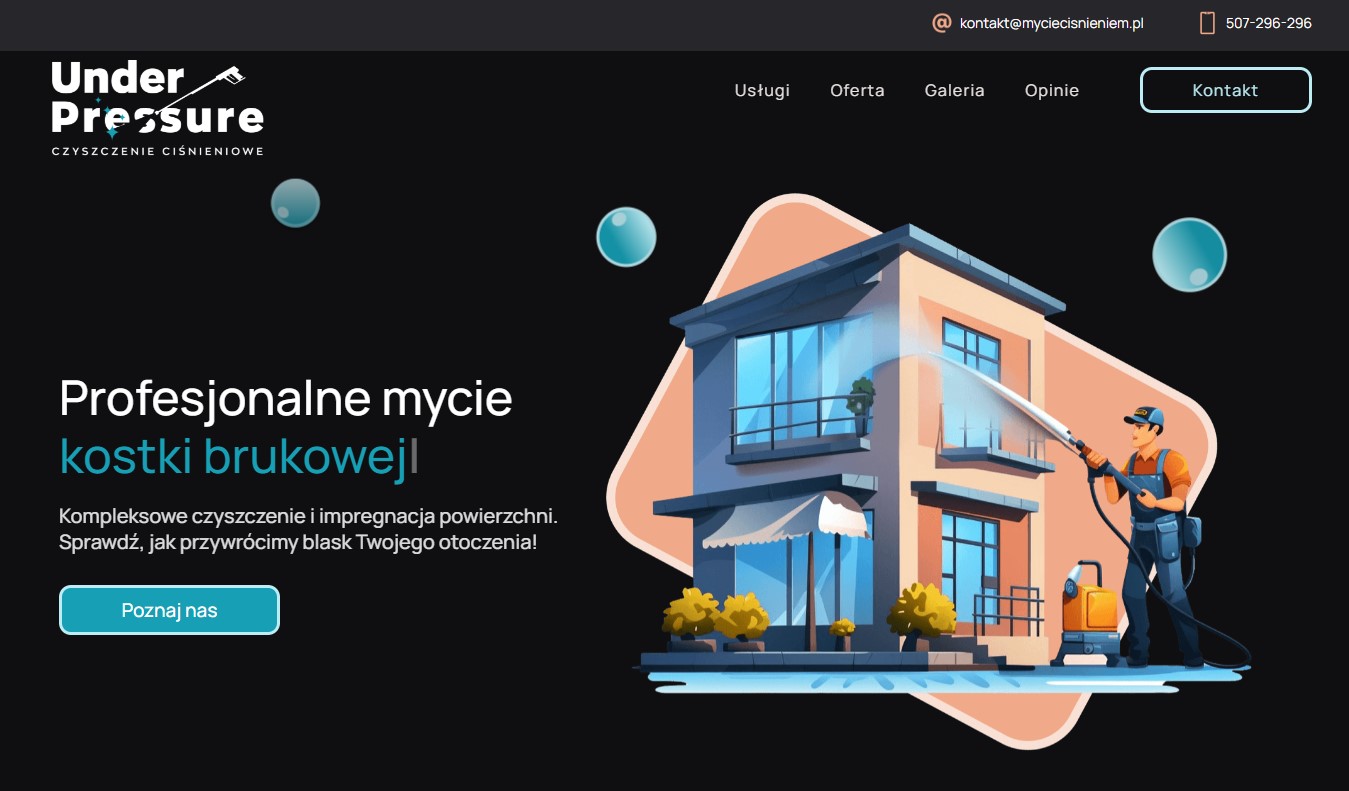 kontakt@myciecisnieniem.pl
507-296-296
Under
Pressure
CZYSZCZENIE CIŚNIENIOWE
Usługi
Oferta
Galeria
Opinie
Kontakt
Profesjonalne mycie
kostki brukowej
Kompleksowe czyszczenie i impregnacja powierzchni.
Sprawdź, jak przywrócimy blask Twojego otoczenia!
Poznaj nas